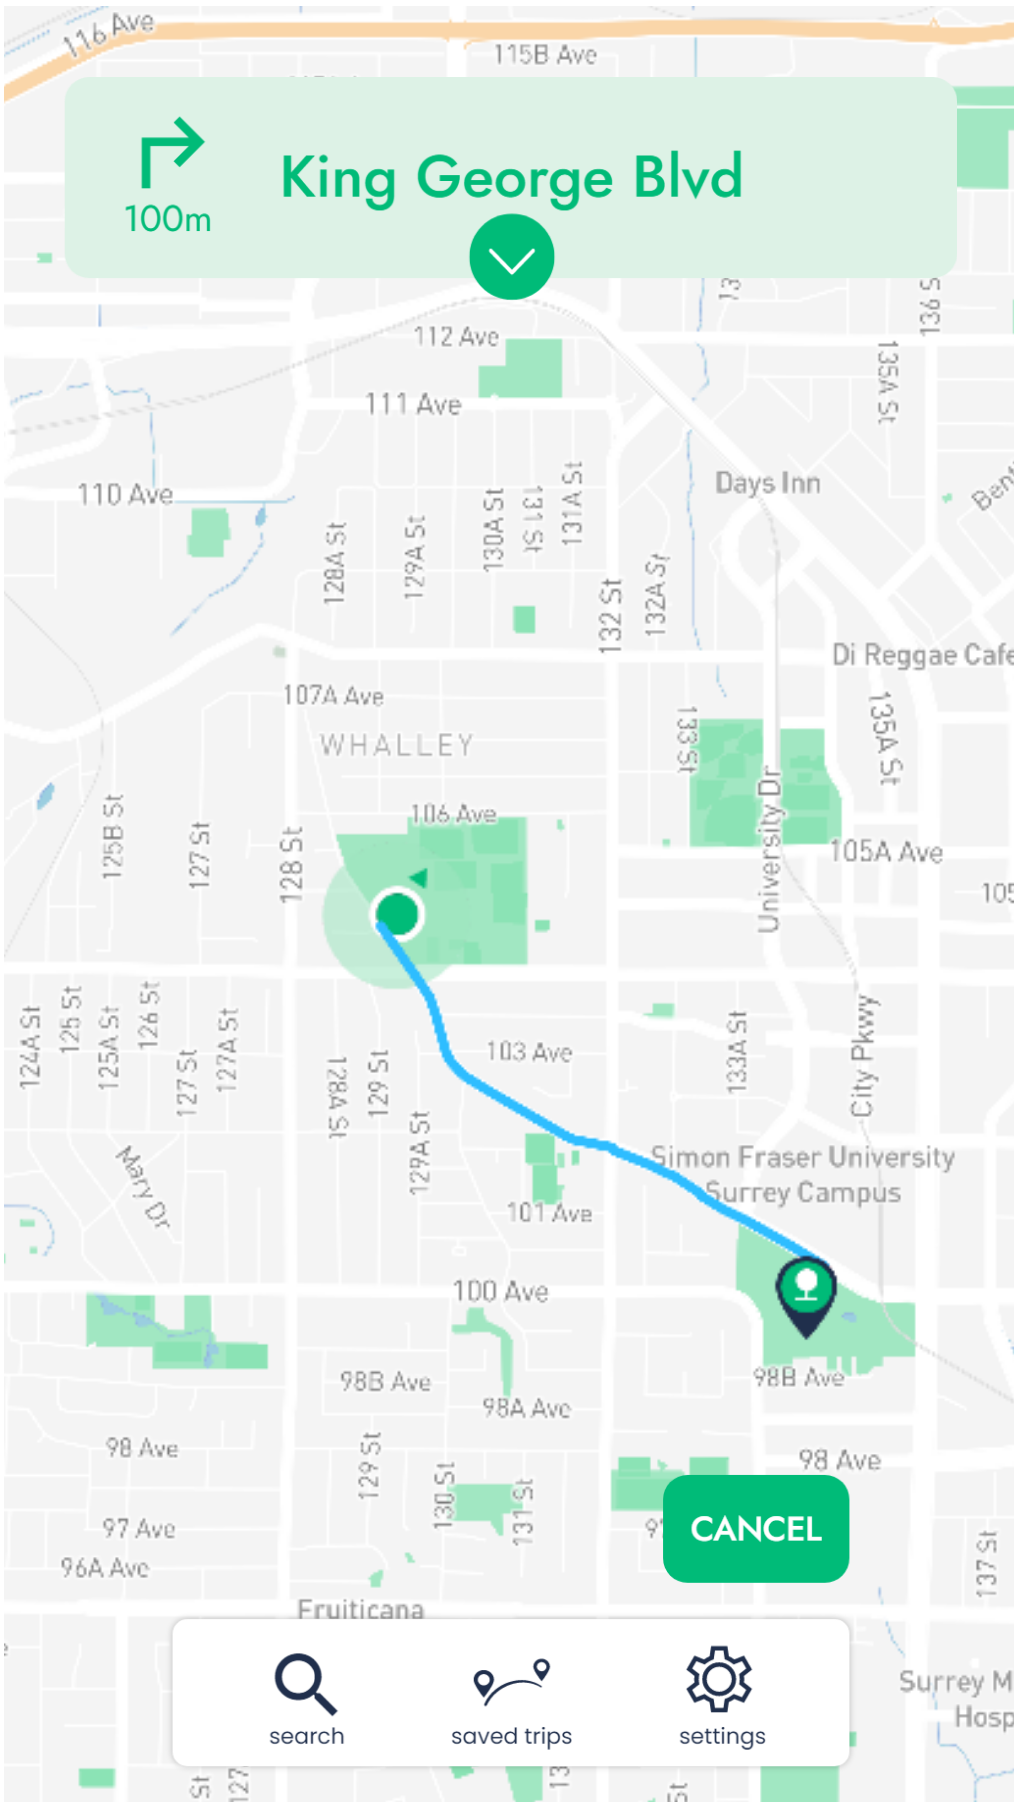 116 Ave
115B Ave
King George Blvd
100m
136 S
112 Ave
135A St
111 Ave
Days Inn
110 Ave
128A St
129A St
130A St
131 St
131A St
132 St
132A St
Di Reggae Cafe
107A Ave
WHALLEY
133 St
135A St
University Dr
106 Ave
105A Ave
125B St
127 St
128 St
105
124A St
125 St
125A St
126 St
127 St
127A St
128A St
129 St
129A St
103 Ave
133A St
City Pkwy
Mary Dr
Simon Fraser University
Surrey Campus
101 Ave
100 Ave
98B Ave
98B Ave
98A Ave
98 Ave
98 Ave
129 St
130 St
131 St
97 Ave
CANCEL
137 St
96A Ave
Fruiticana
Surrey M
Hosp
search
saved trips
settings
St
127
13
St